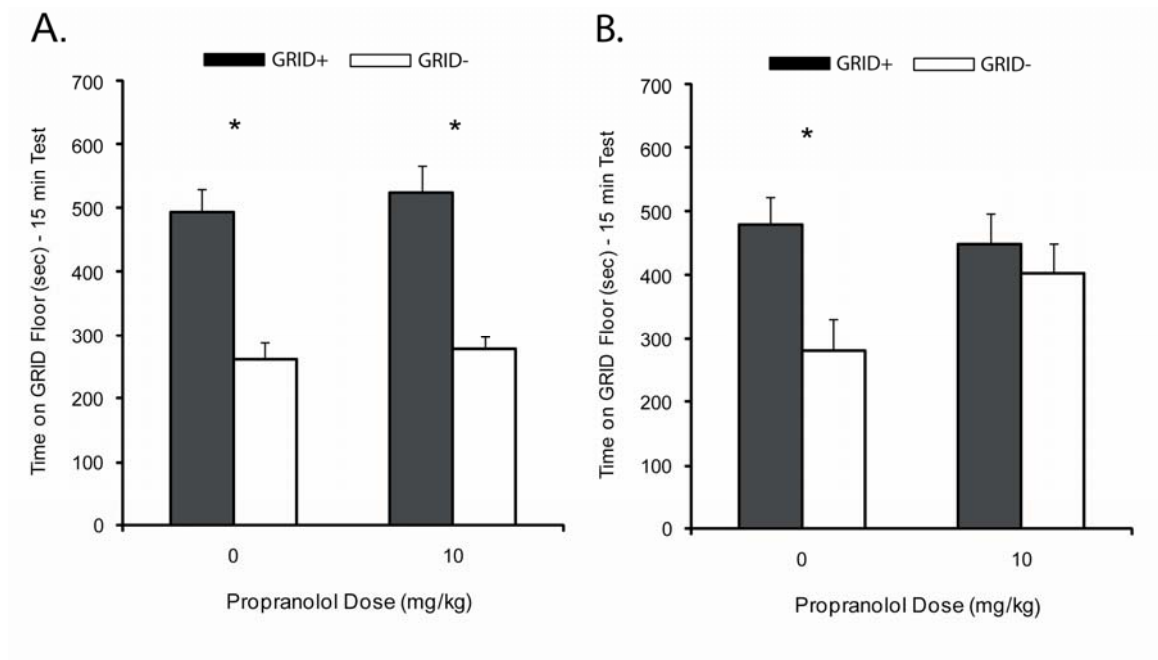 A.
GRID+ GRID-
Time on GRID Floor (sec) - 15 min Test
700
600
500
400
300
200
100
0
* *
0 10
Propranolol Dose (mg/kg)
B.
GRID+ GRID-
Time on GRID Floor (sec) - 15 min Test
700
600
500
400
300
200
100
0
*
0 10
Propranolol Dose (mg/kg)